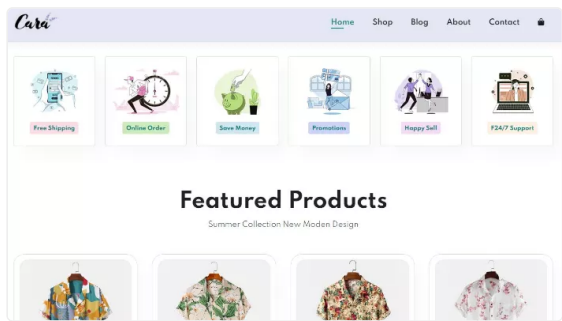 Cara
Home Shop Blog About Contact
Free Shipping Online Order Save Money Promotions Happy Sell F24/7 Support
Featured Products
Summer Collection New Moden Design